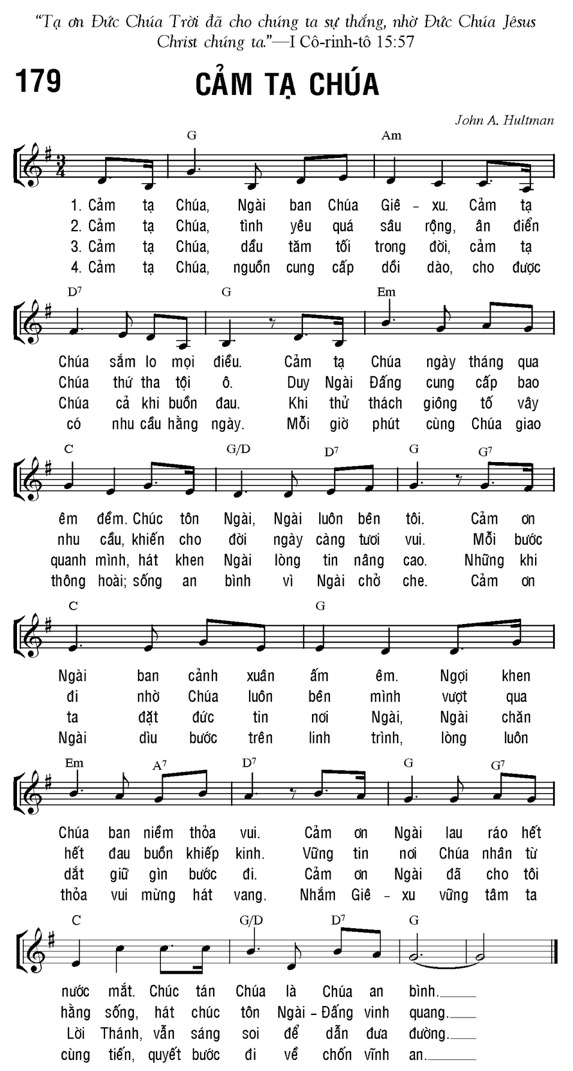 “Tạ ơn Đức Chúa Trời đã cho chúng ta sự thắng, nhờ Đức Chúa Jêsus
Christ chúng ta.”—I Cô-rinh-tô 15:57
179 CẢM TẠ CHÚA
John A. Hultman
G Am
1. Cảm tạ Chúa, Ngài ban Chúa Giê - xu. Cảm tạ
2. Cảm tạ Chúa, tình yêu quá sâu rộng, ân điển
3. Cảm tạ Chúa, dẫu tăm tối trong đời, cảm tạ
4. Cảm tạ Chúa, nguồn cung cấp dồi dào, cho được
D7 G Em
Chúa sắm lo mọi điều. Cảm tạ Chúa ngày tháng qua
Chúa thứ tha tội ô. Duy Ngài Đấng cung cấp bao
Chúa cả khi buồn đau. Khi thử thách giông tố vây
có nhu cầu hằng ngày. Mỗi giờ phút cùng Chúa giao
C G/D D7 G G7
êm đềm. Chúc tôn Ngài, Ngài luôn bên tôi. Cảm ơn
nhu cầu, khiến cho đời ngày càng tươi vui. Mỗi bước
quanh mình, hát khen Ngài lòng tin nâng cao. Những khi
thông hoài; sống an bình vì Ngài chở che. Cảm ơn
C G
Ngài ban cảnh xuân ấm êm. Ngợi khen
đi nhờ Chúa luôn bên mình vượt qua
ta đặt đức tin nơi Ngài, Ngài chăn
Ngài dìu bước trên linh trình, lòng luôn
Em A7 D7 G G7
Chúa ban niềm thỏa vui. Cảm ơn Ngài lau ráo hết
hết đau buồn khiếp kinh. Vững tin nơi Chúa nhân từ
dắt giữ gìn bước đi. Cảm ơn Ngài đã cho tôi
thỏa vui mừng hát vang. Nhắm Giê - xu vững tâm ta
C G/D D7 G
nước mắt. Chúc tán Chúa là Chúa an bình.
hằng sống, hát chúc tôn Ngài - Đấng vinh quang.
Lời Thánh, vẫn sáng soi để dẫn đưa đường.
cùng tiến, quyết bước đi về chốn vĩnh an.